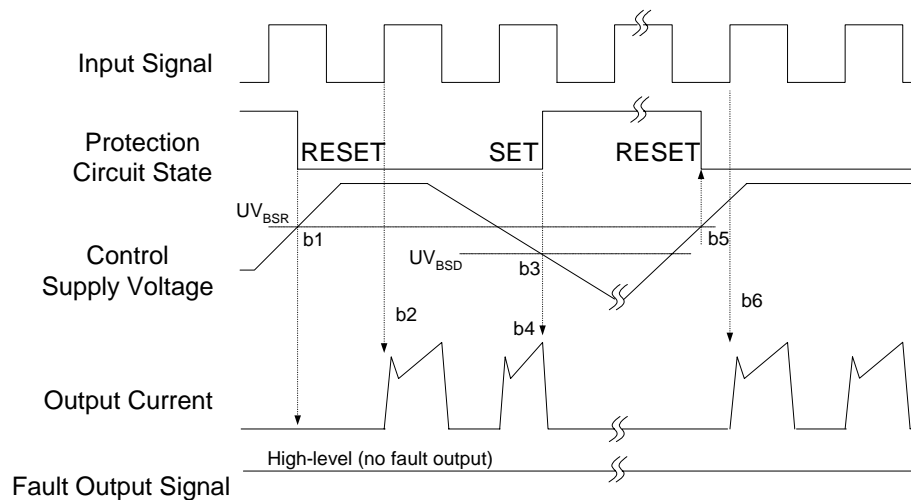 Input Signal
Protection
Circuit State
RESET
SET
RESET
UV_BSR
b1
b5
Control
Supply Voltage
UV_BSD
b3
b2
b4
b6
Output Current
High-level (no fault output)
Fault Output Signal